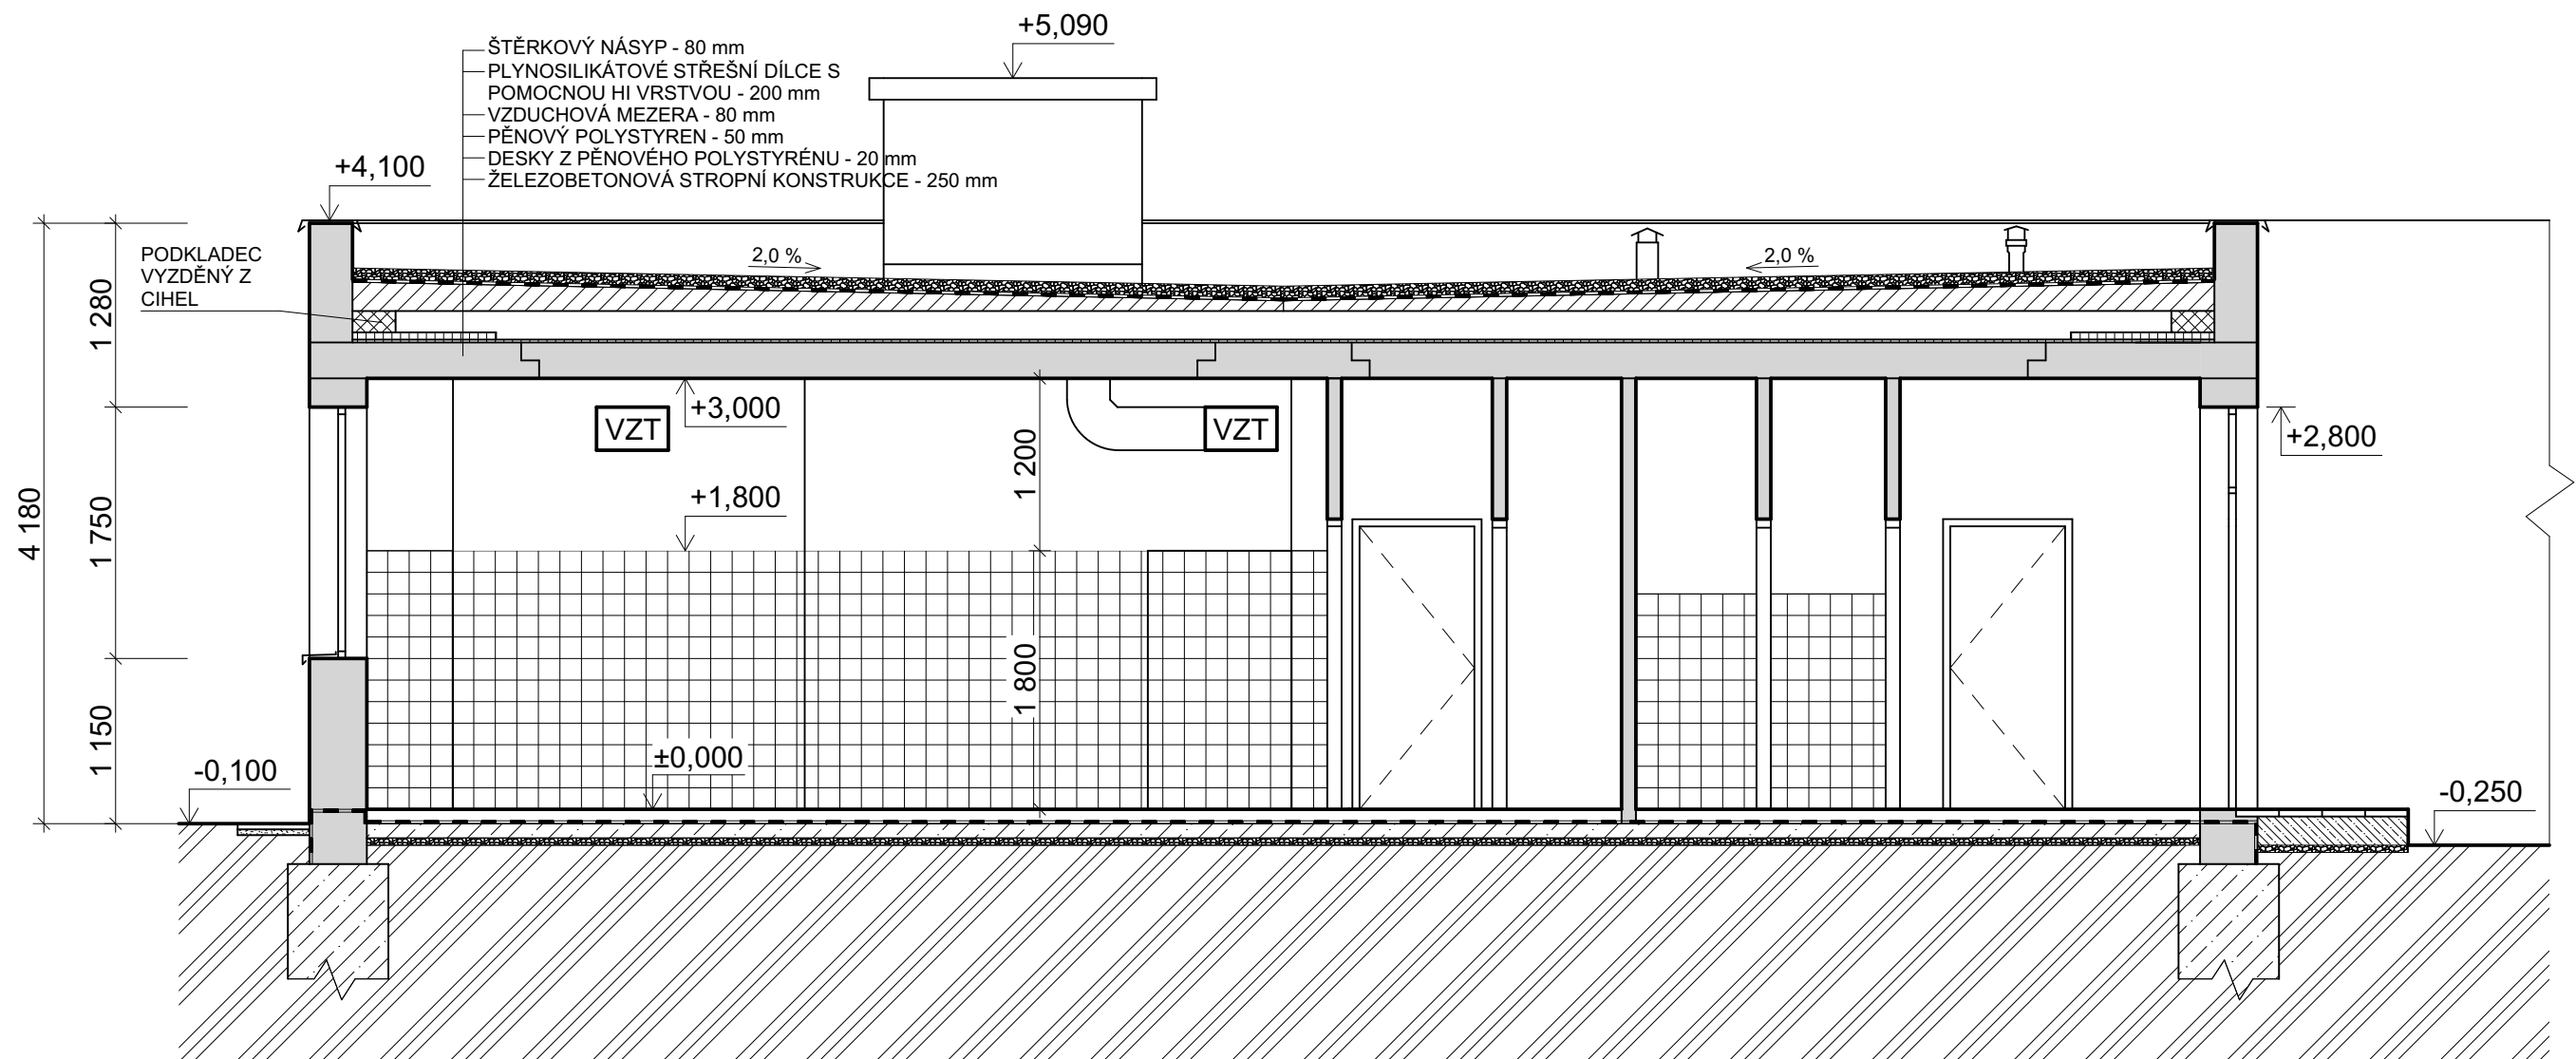 +5,090
ŠTĚRKOVÝ NÁSYP - 80 mm
PLYNOSILIKÁTOVÉ STŘEŠNÍ DÍLCE S
POMOCNOU HI VRSTVOU - 200 mm
VZDUCHOVÁ MEZERA - 80 mm
PĚNOVÝ POLYSTYREN - 50 mm
DESKY Z PĚNOVÉHO POLYSTYRÉNU - 20 mm
ŽELEZOBETONOVÁ STROPNÍ KONSTRUKCE - 250 mm
+4,100
PODKLADEC
VYZDĚNÝ Z
CIHEL
2,0 %
2,0 %
1 280
+3,000
VZT
VZT
+2,800
1 200
+1,800
4 180
1 750
1 800
1 150
±0,000
-0,100
-0,250